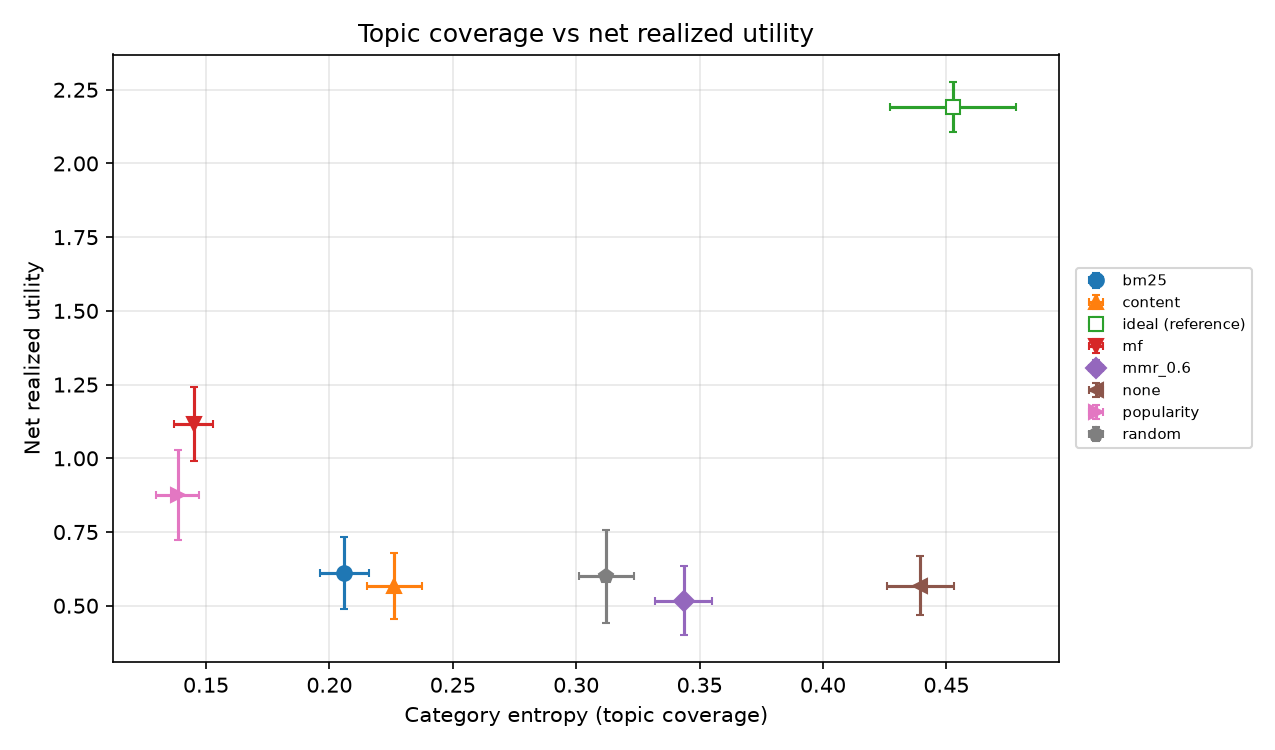 Topic coverage vs net realized utility
Net realized utility
2.25
2.00
1.75
1.50
1.25
1.00
0.75
0.50
0.15
0.20
0.25
0.30
0.35
0.40
0.45
Category entropy (topic coverage)
bm25
content
ideal (reference)
mf
mmr_0.6
none
popularity
random